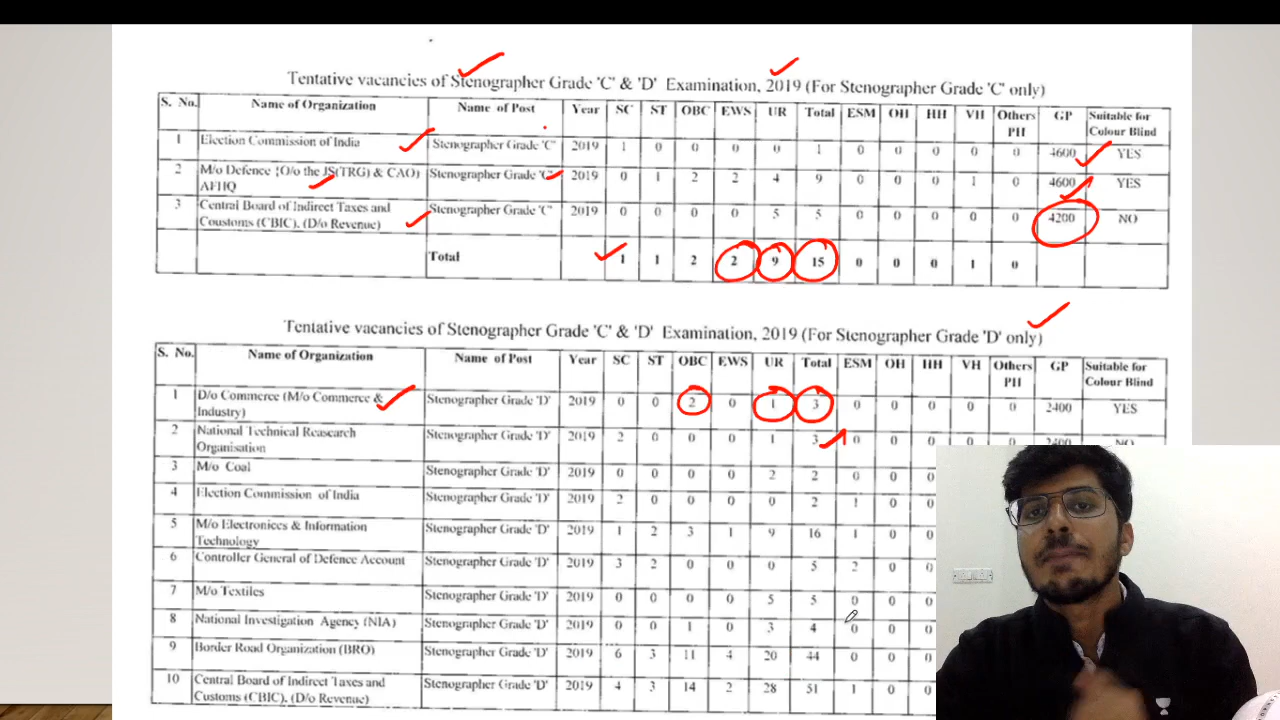 Tentative vacancies of Stenographer Grade 'C' & 'D' Examination, 2019 (For Stenographer Grade 'C' only)
S. No. Name of Organization Name of Post Year SC ST OBC EWS UR Total ESM OH HH VH Others PH GP Suitable for Colour Blind
1 Election Commission of India Stenographer Grade 'C' 2019 1 0 0 0 0 1 0 0 0 0 0 4600 YES
2 M/o Defence {O/o the JS(TRG) & CAO) AFHQ Stenographer Grade 'C' 2019 0 1 2 2 4 9 0 0 0 1 0 4600 YES
3 Central Board of Indirect Taxes and Coustoms (CBIC). (D/o Revenue) Stenographer Grade 'C' 2019 0 0 0 0 5 5 0 0 0 0 0 4200 NO
Total 1 1 2 2 9 15 0 0 0 1 0
Tentative vacancies of Stenographer Grade 'C' & 'D' Examination, 2019 (For Stenographer Grade 'D' only)
S. No. Name of Organization Name of Post Year SC ST OBC EWS UR Total ESM OH HH VH Others PH GP Suitable for Colour Blind
1 D/o Commerce (M/o Commerce & Industry) Stenographer Grade 'D' 2019 0 0 2 0 1 3 0 0 0 0 0 2400 YES
2 National Technical Reasearch Organisation Stenographer Grade 'D' 2019 2 0 0 0 1 3 0 0 0 0 0 2400 NO
3 M/o Coal Stenographer Grade 'D' 2019 0 0 0 0 2 2 0 0 0
4 Election Commission of India Stenographer Grade 'D' 2019 2 0 0 0 0 2 1 0 0
5 M/o Electronices & Information Technology Stenographer Grade 'D' 2019 1 2 3 1 9 16 1 0 0
6 Controller General of Defence Account Stenographer Grade 'D' 2019 3 2 0 0 0 5 2 0 0
7 M/o Textiles Stenographer Grade 'D' 2019 0 0 0 0 5 5 0 0 0
8 National Investigation Agency (NIA) Stenographer Grade 'D' 2019 0 0 1 0 3 4 0 0 0
9 Border Road Organization (BRO) Stenographer Grade 'D' 2019 6 3 11 4 20 44 0 0 0
10 Central Board of Indirect Taxes and Customs (CBIC). (D/o Revenue) Stenographer Grade 'D' 2019 4 3 14 2 28 51 1 0 0